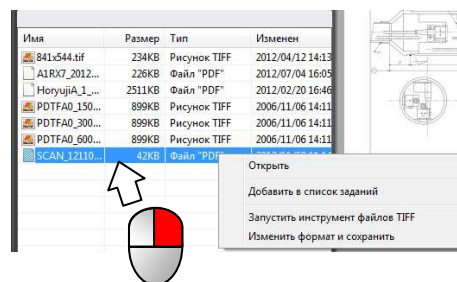 Имя Размер Тип Изменен
841x544.tif 234KB Рисунок TIFF 2012/04/12 14:13
A1RX7_2012... 226KB Файл "PDF" 2012/07/04 16:05
HoryujiA_1_... 2511KB Файл "PDF" 2012/02/20 16:46
PDTFA0_150... 899KB Рисунок TIFF 2006/11/06 14:11
PDTFA0_300... 899KB Рисунок TIFF 2006/11/06 14:11
PDTFA0_600... 899KB Рисунок TIFF 2006/11/06 14:11
SCAN_12110... 42KB Файл "PDF"
Открыть
Добавить в список заданий
Запустить инструмент файлов TIFF
Изменить формат и сохранить